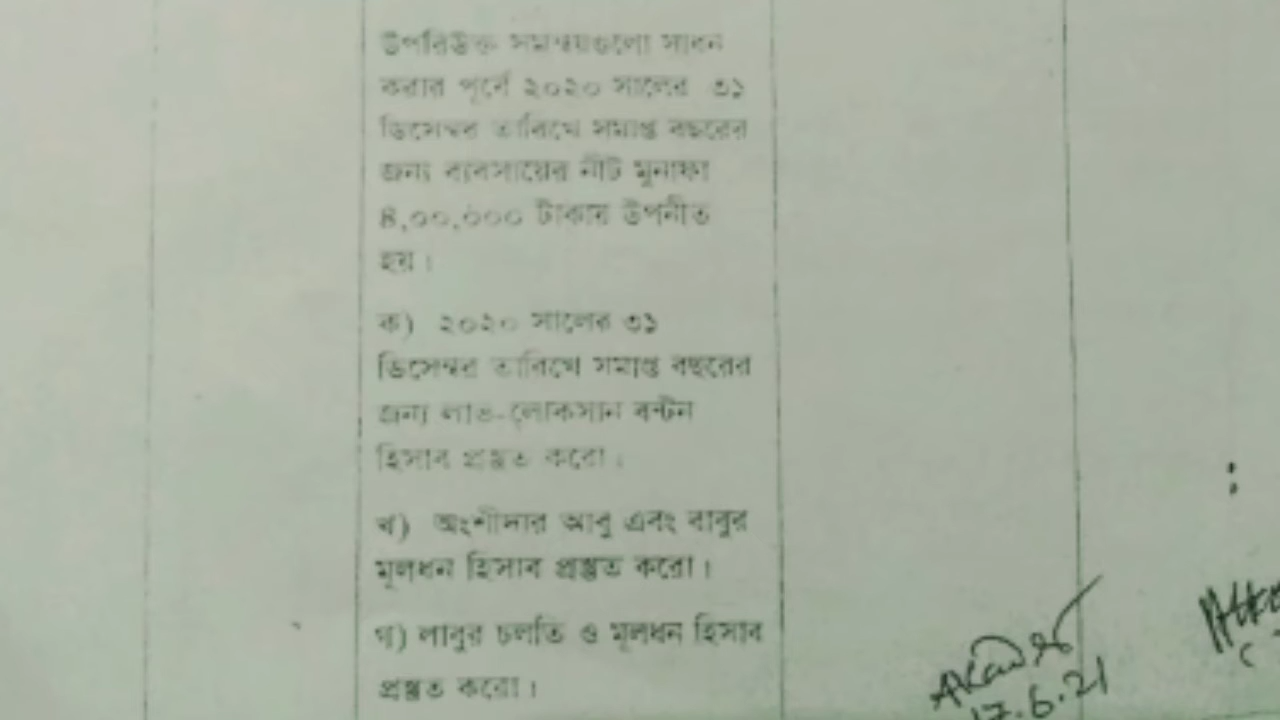 উপরিউক্ত সমন্বয়গুলো সাধন
করার পূর্বে ২০২০ সালের ৩১
ডিসেম্বর তারিখে সমাপ্ত বছরের
জন্য ব্যবসায়ের নীট মুনাফা
৪,০০,০০০ টাকায় উপনীত
হয়।
ক) ২০২০ সালের ৩১
ডিসেম্বর তারিখে সমাপ্ত বছরের
জন্য লাভ-লোকসান বন্টন
হিসাব প্রস্তুত করো।
খ) অংশীদার আবু এবং বাবুর
মূলধন হিসাব প্রস্তুত করো।
গ) লাবুর চলতি ও মূলধন হিসাব
প্রস্তুত করো।
17.6.21